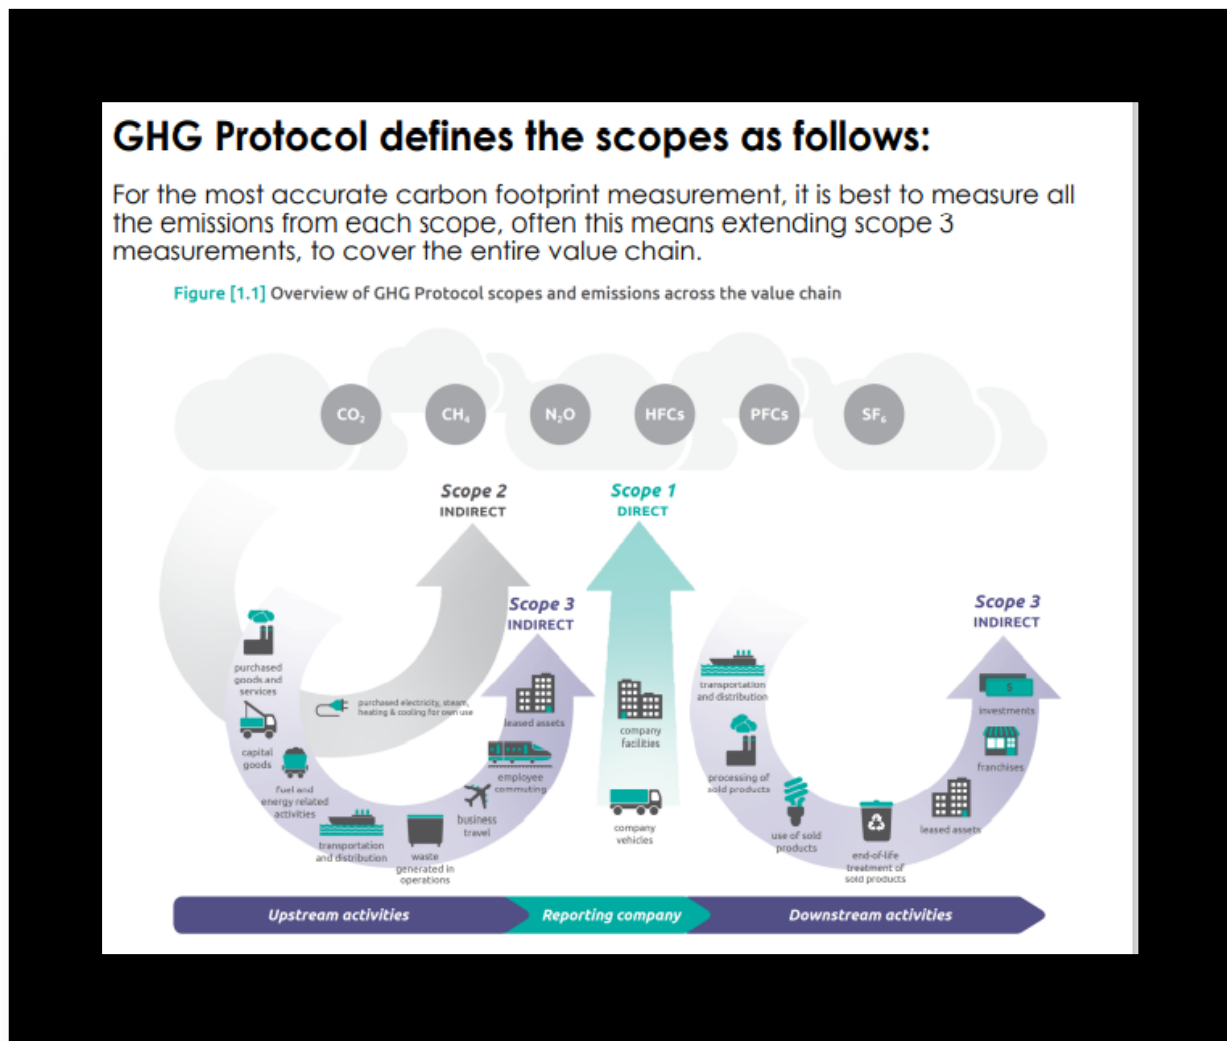 GHG Protocol defines the scopes as follows:
For the most accurate carbon footprint measurement, it is best to measure all
the emissions from each scope, often this means extending scope 3
measurements, to cover the entire value chain.
Figure [1.1] Overview of GHG Protocol scopes and emissions across the value chain
CO₂
CH₄
N₂O
HFCs
PFCs
SF₆
Scope 2
INDIRECT
Scope 1
DIRECT
Scope 3
INDIRECT
Scope 3
INDIRECT
purchased
goods and
services
capital
goods
fuel and
energy related
activities
transportation
and distribution
waste
generated in
operations
business
travel
employee
commuting
leased assets
purchased electricity, steam,
heating & cooling for own use
company
facilities
company
vehicles
transportation
and distribution
processing of
sold products
use of sold
products
end-of-life
treatment of
sold products
leased assets
franchises
$
investments
Upstream activities
Reporting company
Downstream activities